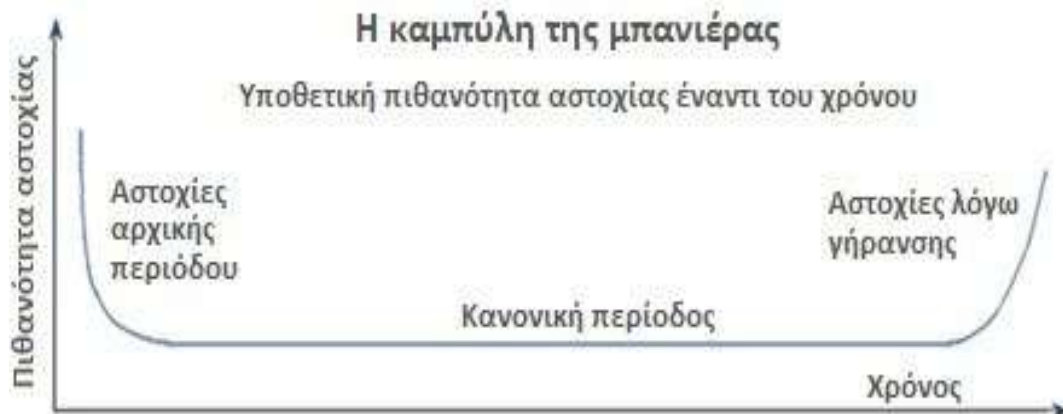 Η καμπύλη της μπανιέρας
Υποθετική πιθανότητα αστοχίας έναντι του χρόνου
Πιθανότητα αστοχίας
Αστοχίες
αρχικής
περιόδου
Αστοχίες λόγω
γήρανσης
Κανονική περίοδος
Χρόνος